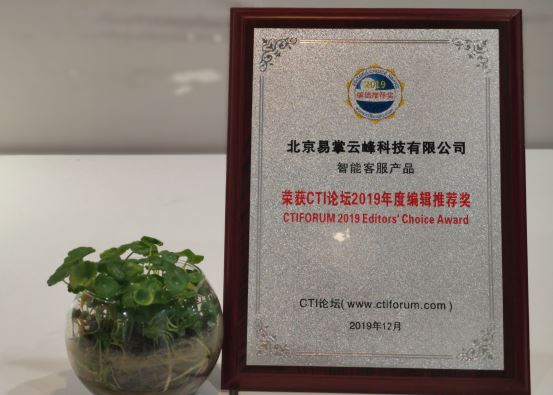 2019
编辑推荐奖
北京易掌云峰科技有限公司
智能客服产品
荣获CTI论坛2019年度编辑推荐奖
CTIFORUM 2019 Editors' Choice Award
CTI论坛(www.ctiforum.com)
2019年12月